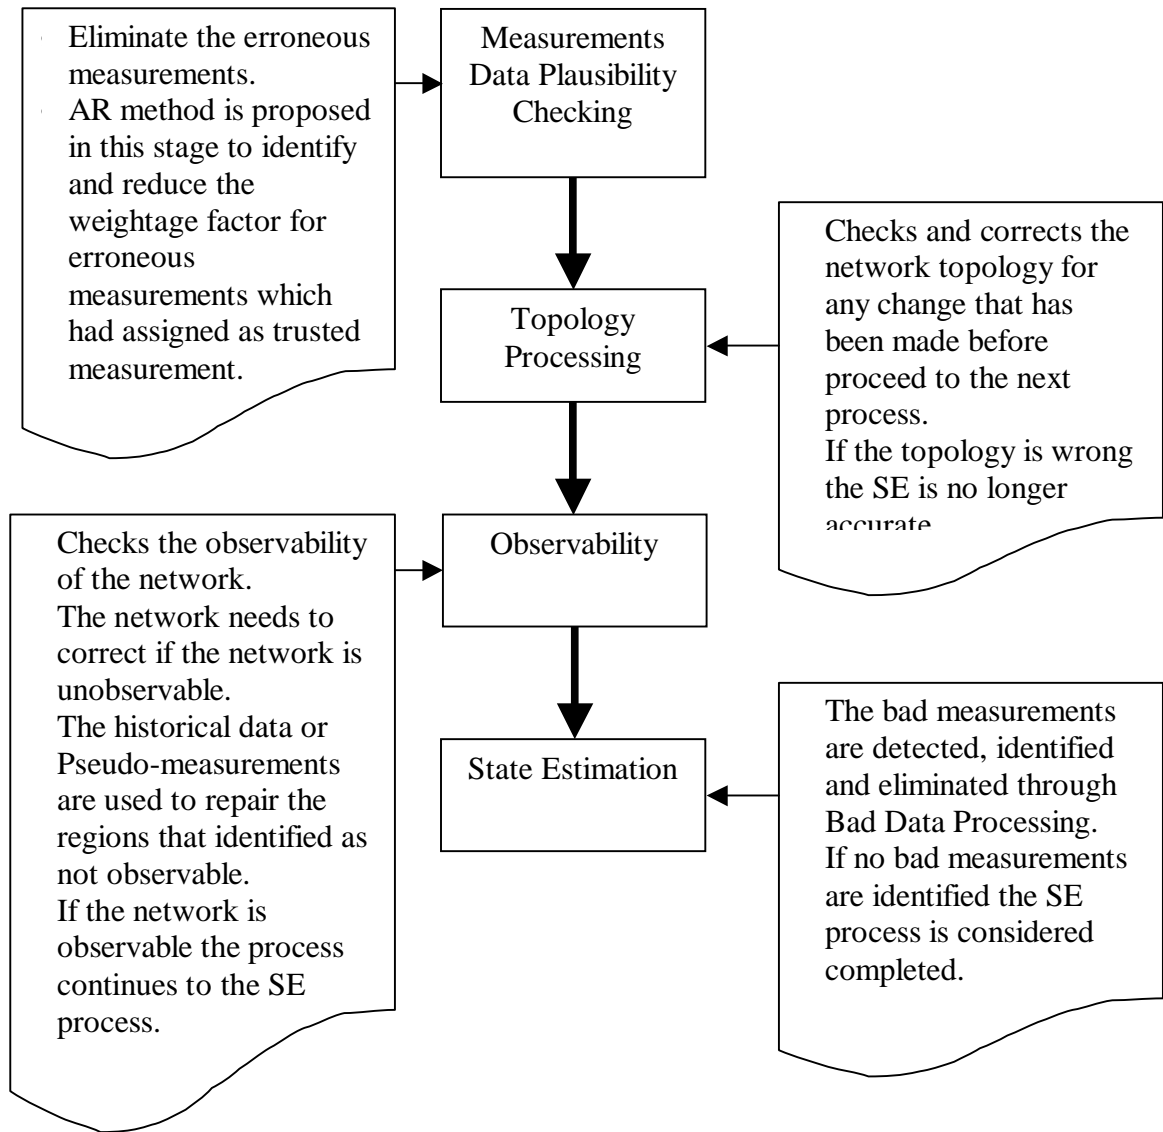 Eliminate the erroneous
measurements.
AR method is proposed
in this stage to identify
and reduce the
weightage factor for
erroneous
measurements which
had assigned as trusted
measurement.
Measurements
Data Plausibility
Checking
Topology
Processing
Checks and corrects the
network topology for
any change that has
been made before
proceed to the next
process.
If the topology is wrong
the SE is no longer
accurate
Checks the observability
of the network.
The network needs to
correct if the network is
unobservable.
The historical data or
Pseudo-measurements
are used to repair the
regions that identified as
not observable.
If the network is
observable the process
continues to the SE
process.
Observability
State Estimation
The bad measurements
are detected, identified
and eliminated through
Bad Data Processing.
If no bad measurements
are identified the SE
process is considered
completed.